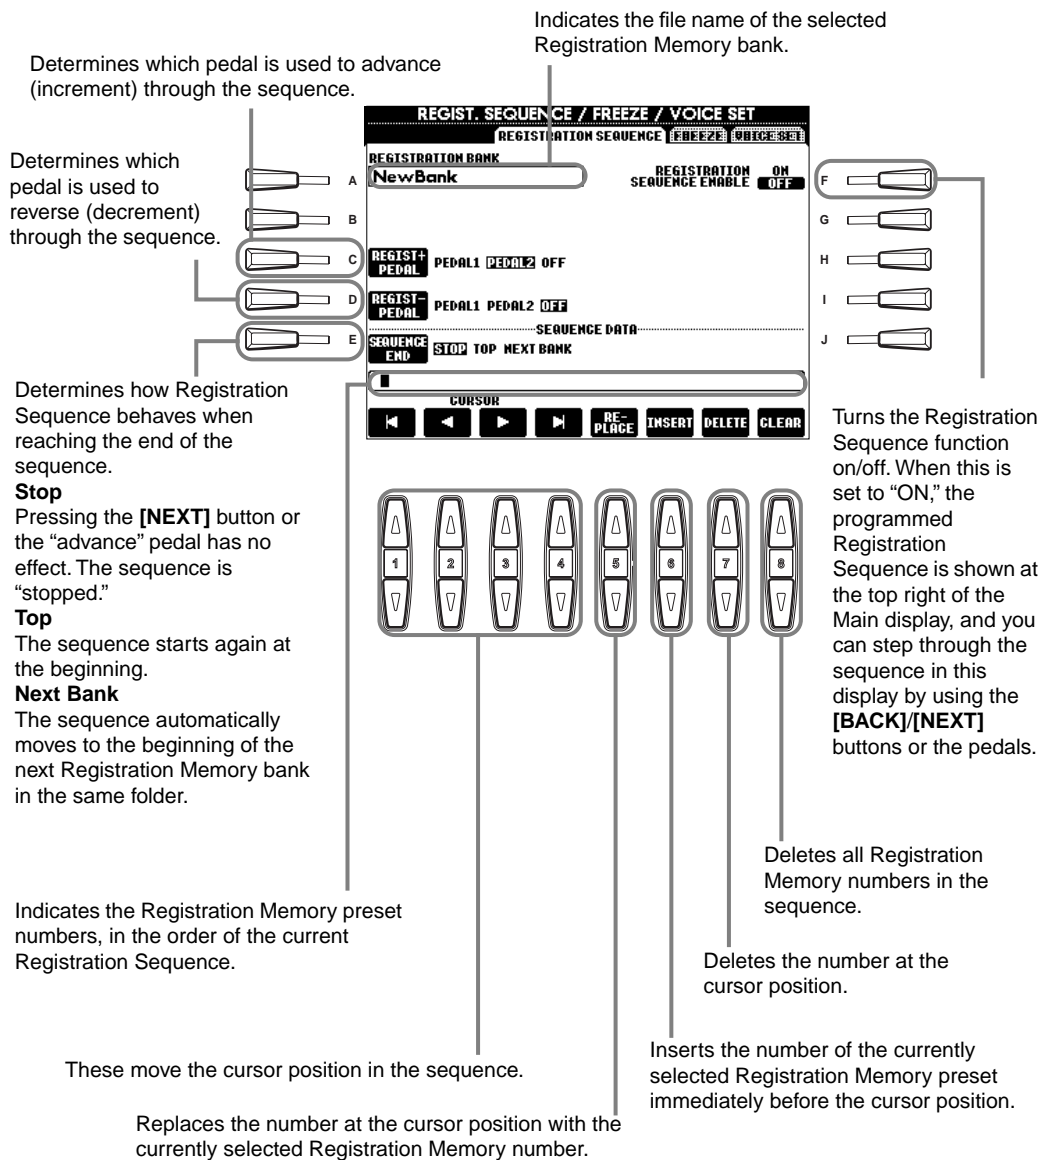 Indicates the file name of the selected
Registration Memory bank.
Determines which pedal is used to advance
(increment) through the sequence.
Determines which
pedal is used to
reverse (decrement)
through the sequence.
REGIST. SEQUENCE / FREEZE / VOICE SET
REGISTRATION SEQUENCE FREEZE VOICE SET
REGISTRATION BANK
NewBank
REGISTRATION ON
SEQUENCE ENABLE OFF
A
B
C
D
E
F
G
H
I
J
REGIST+
PEDAL
PEDAL1 PEDAL2 OFF
REGIST-
PEDAL
PEDAL1 PEDAL2 OFF
SEQUENCE DATA
SEQUENCE
END
STOP TOP NEXT BANK
CURSOR
RE-
PLACE
INSERT
DELETE
CLEAR
1 2 3 4 5 6 7 8
Determines how Registration
Sequence behaves when
reaching the end of the
sequence.
Stop
Pressing the [NEXT] button or
the “advance” pedal has no
effect. The sequence is
“stopped.”
Top
The sequence starts again at
the beginning.
Next Bank
The sequence automatically
moves to the beginning of the
next Registration Memory bank
in the same folder.
Turns the Registration
Sequence function
on/off. When this is
set to “ON,” the
programmed
Registration
Sequence is shown at
the top right of the
Main display, and you
can step through the
sequence in this
display by using the
[BACK]/[NEXT]
buttons or the pedals.
Indicates the Registration Memory preset
numbers, in the order of the current
Registration Sequence.
Deletes all Registration
Memory numbers in the
sequence.
Deletes the number at the
cursor position.
Inserts the number of the currently
selected Registration Memory preset
immediately before the cursor position.
These move the cursor position in the sequence.
Replaces the number at the cursor position with the
currently selected Registration Memory number.